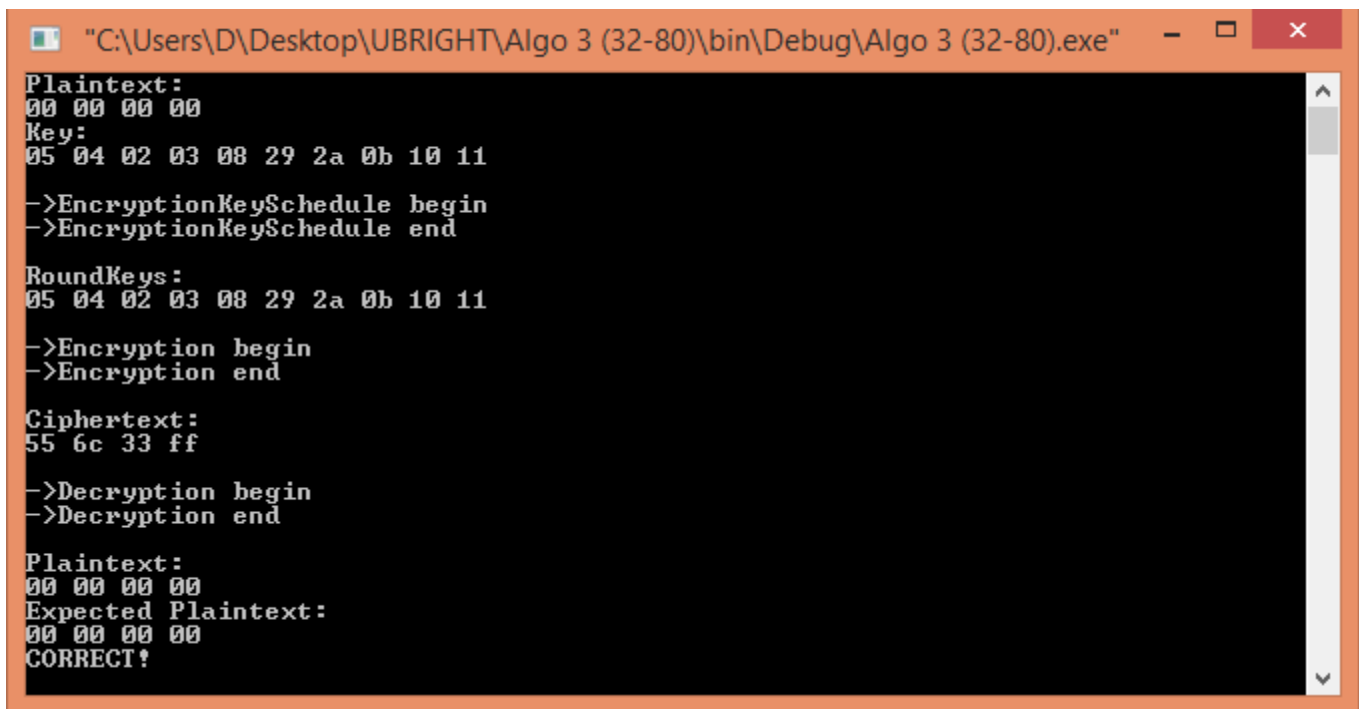 "C:\Users\D\Desktop\UBRIGHT\Algo 3 (32-80)\bin\Debug\Algo 3 (32-80).exe"
Plaintext:
00 00 00 00
Key:
05 04 02 03 08 29 2a 0b 10 11
->EncryptionKeySchedule begin
->EncryptionKeySchedule end
RoundKeys:
05 04 02 03 08 29 2a 0b 10 11
->Encryption begin
->Encryption end
Ciphertext:
55 6c 33 ff
->Decryption begin
->Decryption end
Plaintext:
00 00 00 00
Expected Plaintext:
00 00 00 00
CORRECT!